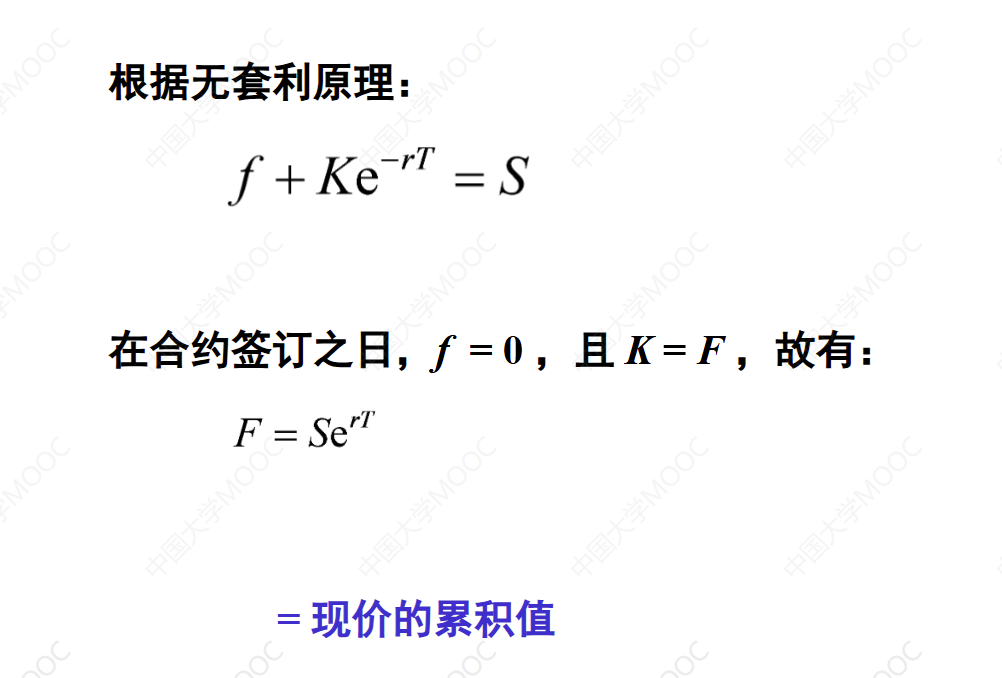 根据无套利原理：
f + Ke^{-rT} = S
在合约签订之日，f = 0 ，且 K = F ，故有：
F = Se^{rT}
= 现价的累积值
中国大学MOOC